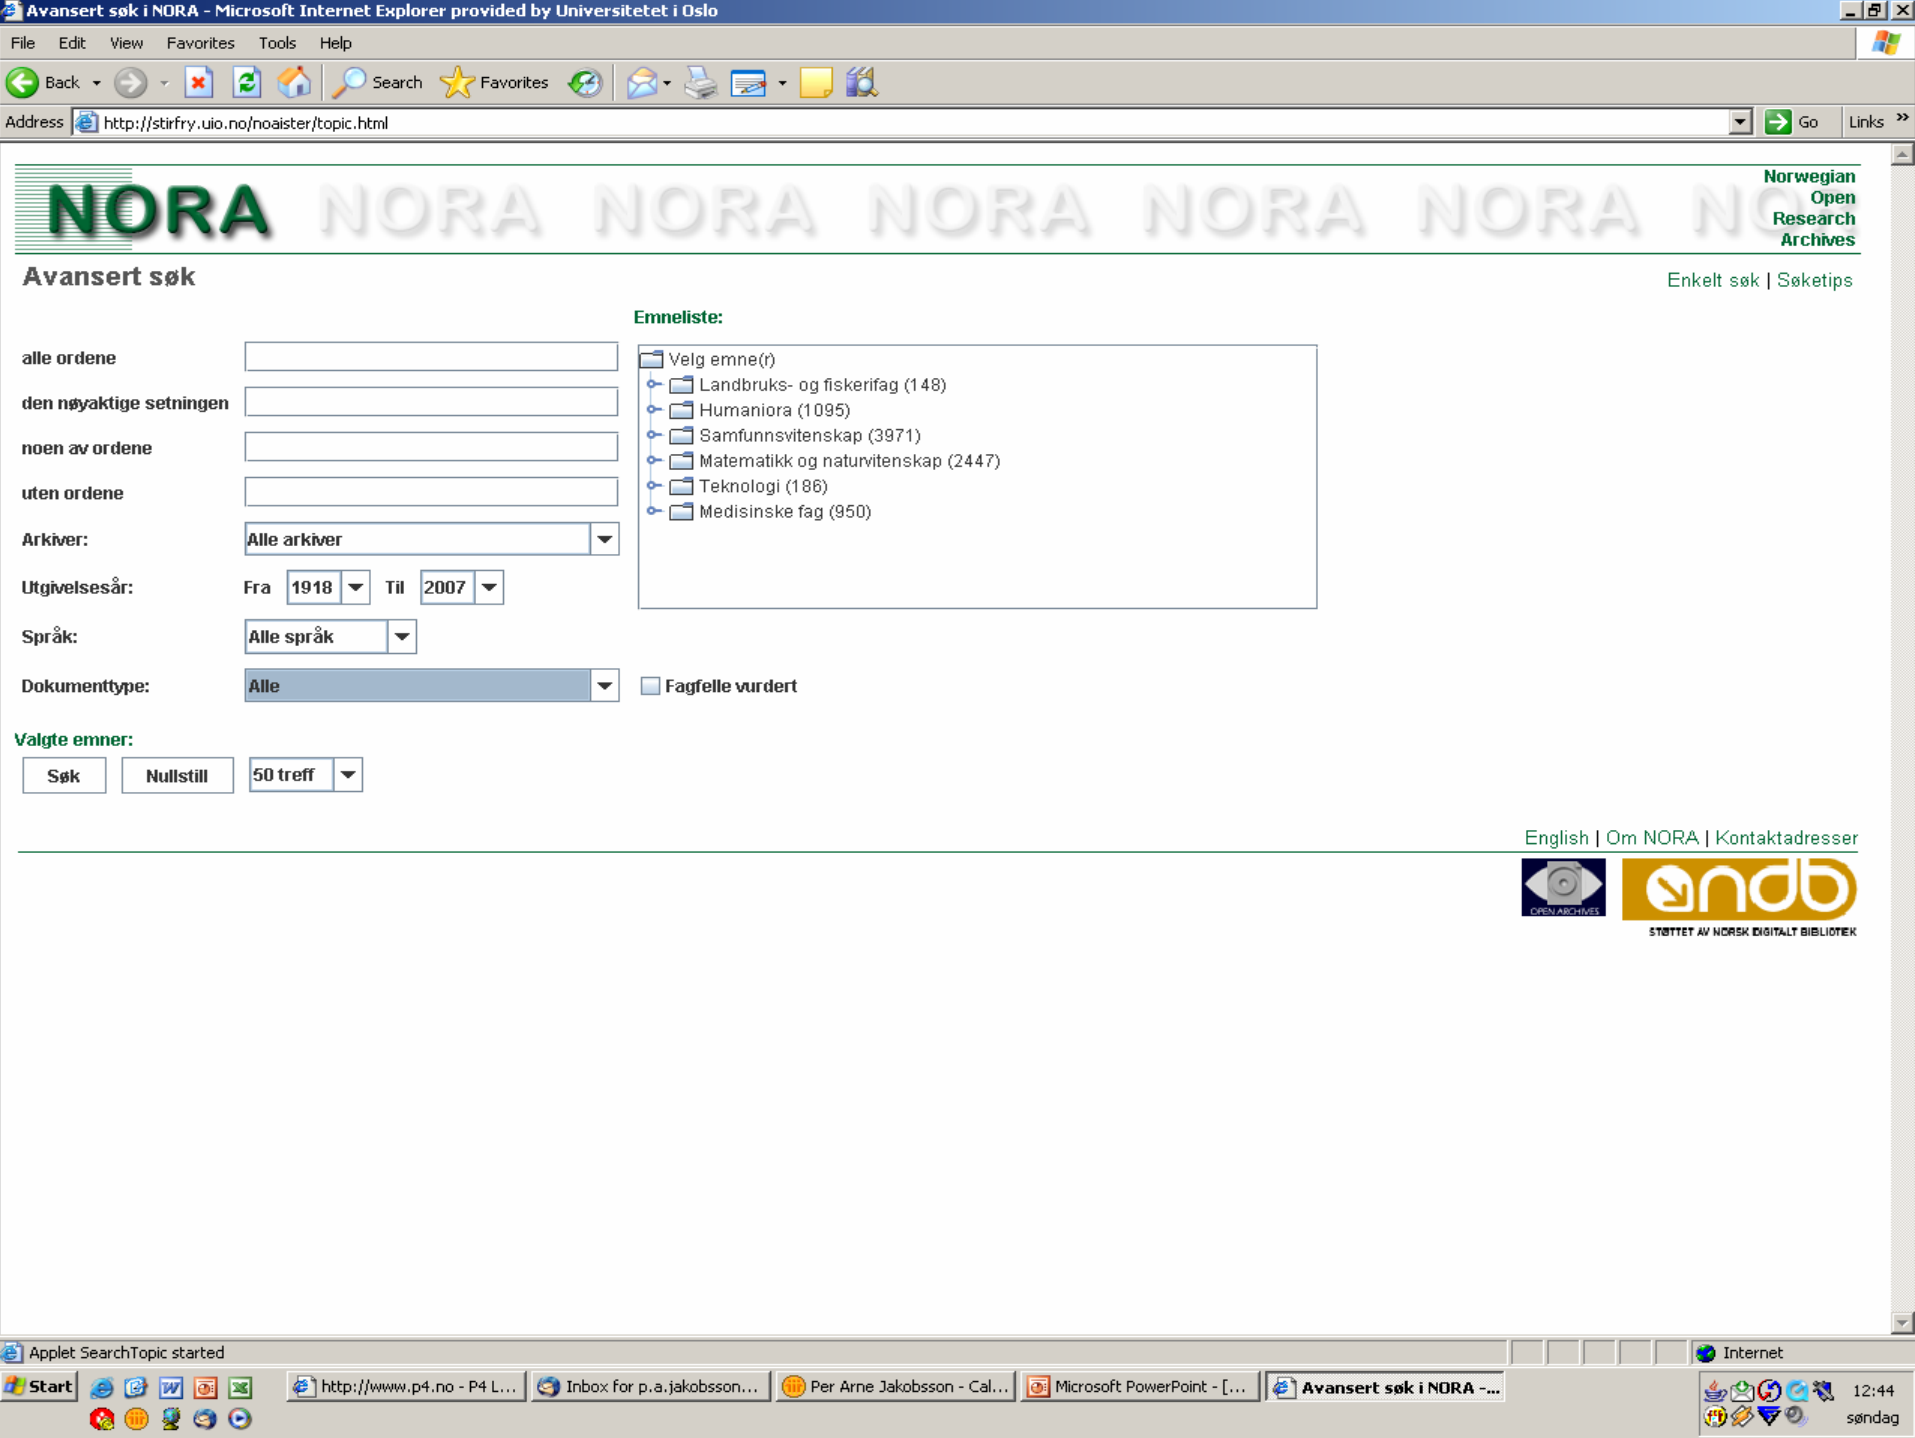 Avansert søk i NORA - Microsoft Internet Explorer provided by Universitetet i Oslo
File Edit View Favorites Tools Help
Back Search Favorites
Address http://stirfry.uio.no/noaister/topic.html Go Links »
NORA NORA NORA NORA NORA NORA NORA
Norwegian
Open
Research
Archives
Avansert søk
Enkelt søk | Søketips
Emneliste:
alle ordene
den nøyaktige setningen
noen av ordene
uten ordene
Arkiver: Alle arkiver
Utgivelsesår: Fra 1918 Til 2007
Språk: Alle språk
Dokumenttype: Alle
Velg emne(r)
Landbruks- og fiskerifag (148)
Humaniora (1095)
Samfunnsvitenskap (3971)
Matematikk og naturvitenskap (2447)
Teknologi (186)
Medisinske fag (950)
Fagfelle vurdert
Valgte emner:
Søk Nullstill 50 treff
English | Om NORA | Kontaktadresser
OPEN ARCHIVES
ndb
STØTTET AV NORSK DIGITALT BIBLIOTEK
Applet SearchTopic started
Internet
Start
http://www.p4.no - P4 L... Inbox for p.a.jakobsson... Per Arne Jakobsson - Cal... Microsoft PowerPoint - [... Avansert søk i NORA -...
12:44
søndag